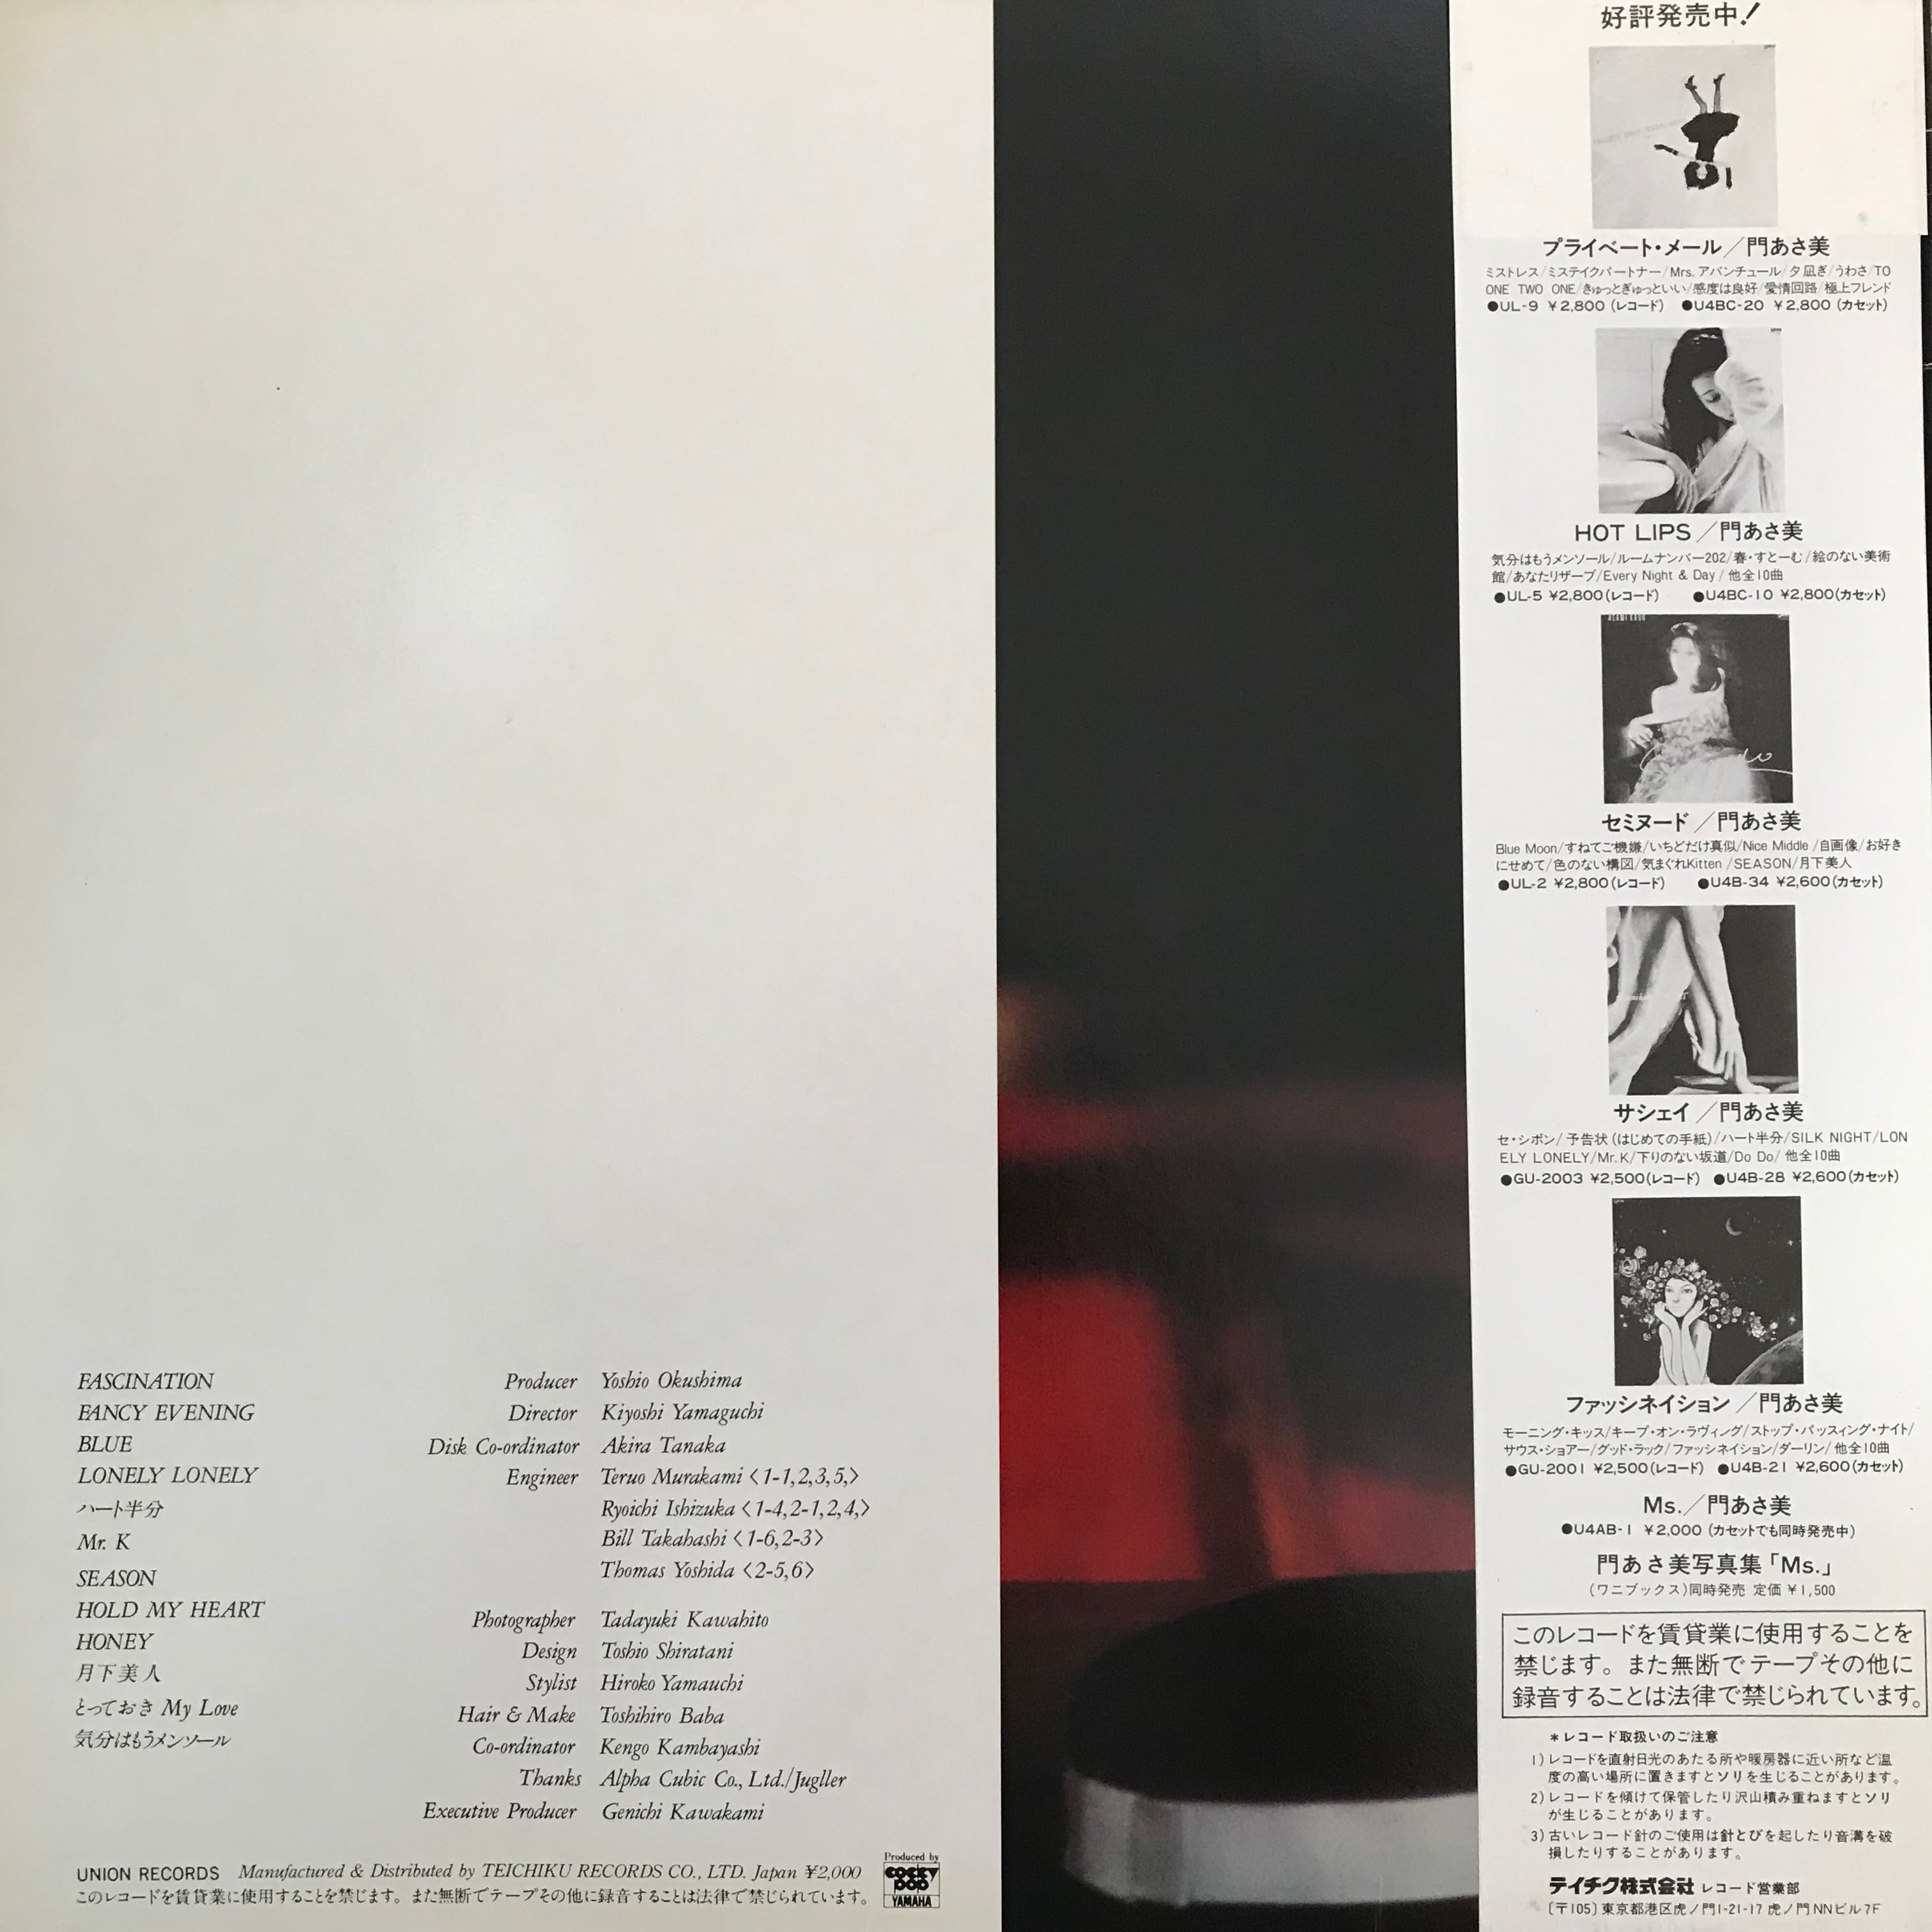 FASCINATION
FANCY EVENING
BLUE
LONELY LONELY
ハート半分
Mr. K
SEASON
HOLD MY HEART
HONEY
月下美人
とっておき My Love
気分はもうメンソール
Producer Yoshio Okushima
Director Kiyoshi Yamaguchi
Disk Co-ordinator Akira Tanaka
Engineer Teruo Murakami〈1-1,2,3,5,〉
Ryoichi Ishizuka〈1-4,2-1,2,4,〉
Bill Takahashi〈1-6,2-3〉
Thomas Yoshida〈2-5,6〉
Photographer Tadayuki Kawahito
Design Toshio Shiratani
Stylist Hiroko Yamauchi
Hair & Make Toshihiro Baba
Co-ordinator Kengo Kambayashi
Thanks Alpha Cubic Co., Ltd./Jugller
Executive Producer Genichi Kawakami
UNION RECORDS Manufactured & Distributed by TEICHIKU RECORDS CO., LTD. Japan ¥2,000
このレコードを賃貸業に使用することを禁じます。また無断でテープその他に録音することは法律で禁じられています。
Produced by
COCKY
POP
YAMAHA
好評発売中!
プライベート・メール／門あさ美
ミストレス/ミステイクパートナー/Mrs.アバンチュール/夕凪ぎ/うわさ/TO
ONE TWO ONE/きゅっとぎゅっといい/感度は良好/愛情回路/極上フレンド
●UL-9 ¥2,800 (レコード) ●U4BC-20 ¥2,800 (カセット)
HOT LIPS／門あさ美
気分はもうメンソール/ルームナンバー202/春・すとーむ/絵のない美術
館/あなたリザーブ/Every Night & Day / 他全10曲
●UL-5 ¥2,800(レコード) ●U4BC-10 ¥2,800(カセット)
ASAMI KADO
セミヌード／門あさ美
Blue Moon/すねてご機嫌/いちどだけ真似/Nice Middle /自画像/お好き
にせめて/色のない構図/気まぐれKitten /SEASON/月下美人
●UL-2 ¥2,800(レコード) ●U4B-34 ¥2,600(カセット)
サシェイ／門あさ美
セ・シボン/ 予告状 (はじめての手紙)/ハート半分/SILK NIGHT/LON
ELY LONELY/Mr.K/下りのない坂道/Do Do/ 他全10曲
●GU-2003 ¥2,500(レコード) ●U4B-28 ¥2,600(カセット)
ファッシネイション／門あさ美
モーニング・キッス/キープ・オン・ラヴィング/ストップ・パッスィング・ナイト/
サウス・ショアー/グッド・ラック/ファッシネイション/ダーリン/ 他全10曲
●GU-2001 ¥2,500(レコード) ●U4B-21 ¥2,600(カセット)
Ms.／門あさ美
●U4AB-1 ¥2,000 (カセットでも同時発売中)
門あさ美写真集「Ms.」
(ワニブックス)同時発売 定価 ¥1,500
このレコードを賃貸業に使用することを
禁じます。また無断でテープその他に
録音することは法律で禁じられています。
＊レコード取扱いのご注意
1)レコードを直射日光のあたる所や暖房器に近い所など温
度の高い場所に置きますとソリを生じることがあります。
2)レコードを傾けて保管したり沢山積み重ねますとソリ
が生じることがあります。
3)古いレコード針のご使用は針とびを起したり音溝を破
損したりすることがあります。
テイチク株式会社 レコード営業部
〔〒105〕東京都港区虎ノ門1-21-17 虎ノ門NNビル7F